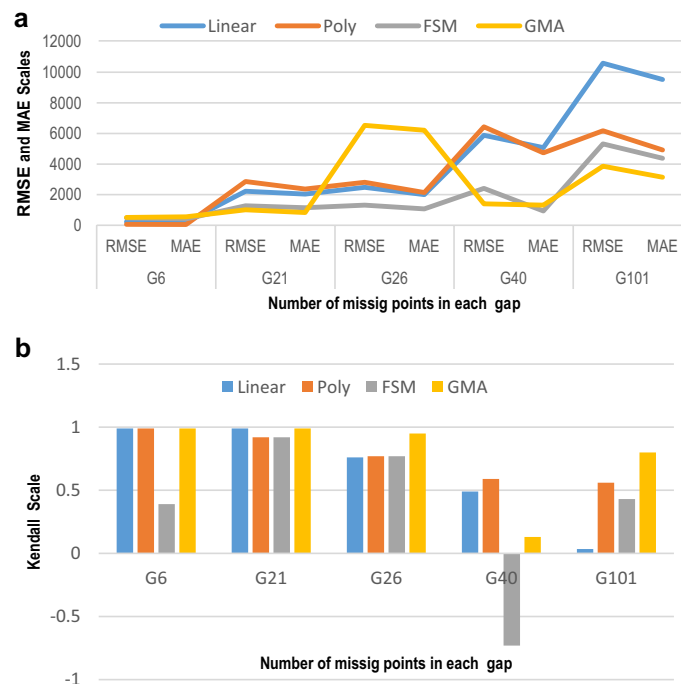 a
Linear Poly FSM GMA
12000
10000
8000
6000
4000
2000
0
RMSE and MAE Scales
RMSE MAE RMSE MAE RMSE MAE RMSE MAE RMSE MAE
G6 G21 G26 G40 G101
Number of missig points in each gap
b
1.5
Linear Poly FSM GMA
1
0.5
0
-0.5
-1
Kendall Scale
G6 G21 G26 G40 G101
Number of missig points in each gap